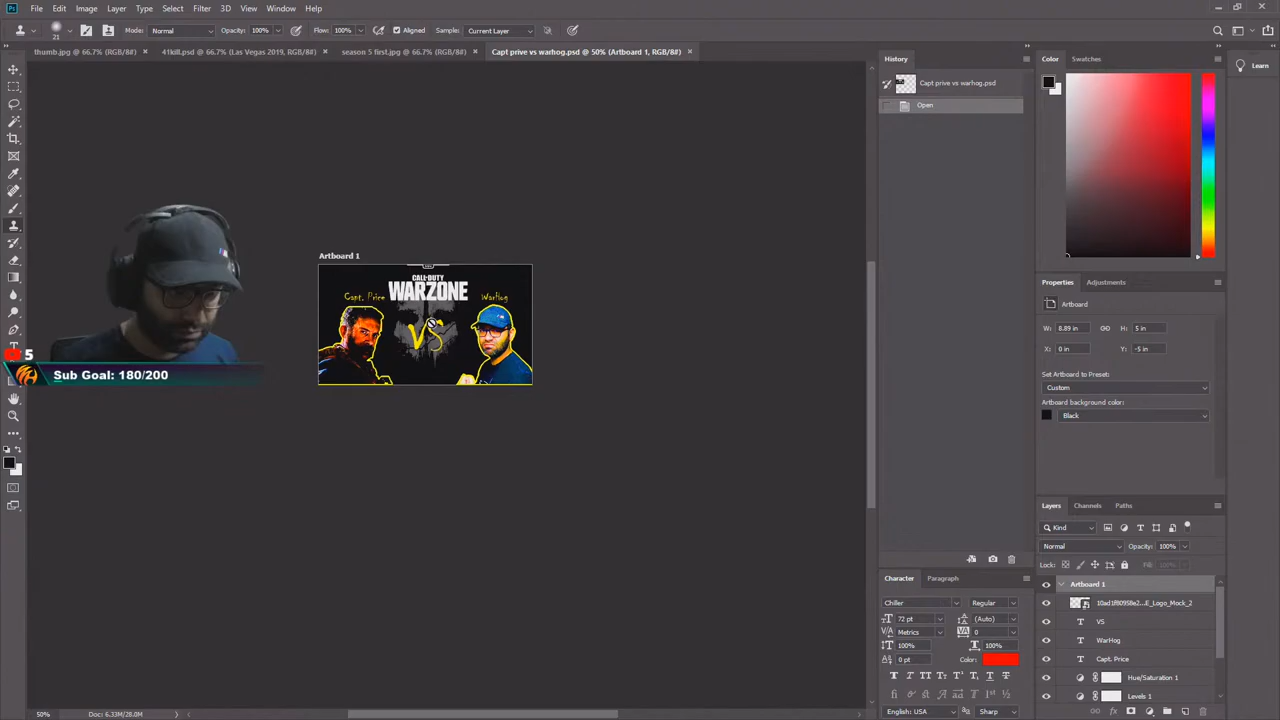 Ps File Edit Image Layer Type Select Filter 3D View Window Help
21 Mode: Normal Opacity: 100% Flow: 100% Aligned Sample: Current Layer
thumb.jpg @ 66.7% (RGB/8#) × 41kill.psd @ 66.7% (Las Vegas 2019, RGB/8#) × season 5 first.jpg @ 66.7% (RGB/8#) × Capt prive vs warhog.psd @ 50% (Artboard 1, RGB/8#) ×
History
Capt prive vs warhog.psd
Open
Color Swatches
Learn
Artboard 1
CALL OF DUTY
WARZONE
Capt. Price WarHog
VS
5
Sub Goal: 180/200
Properties Adjustments
Artboard
W: 8.89 in H: 5 in
X: 0 in Y: -5 in
Set Artboard to Preset:
Custom
Artboard background color:
Black
Layers Channels Paths
Kind
Normal Opacity: 100%
Lock: Fill: 100%
Artboard 1
VS
WarHog
Capt. Price
Hue/Saturation 1
Levels 1
Character Paragraph
Chiller Regular
72 pt (Auto)
Metrics 0
100% 100%
0 pt Color:
English: USA Sharp
50% Doc: 6.33M/28.0M